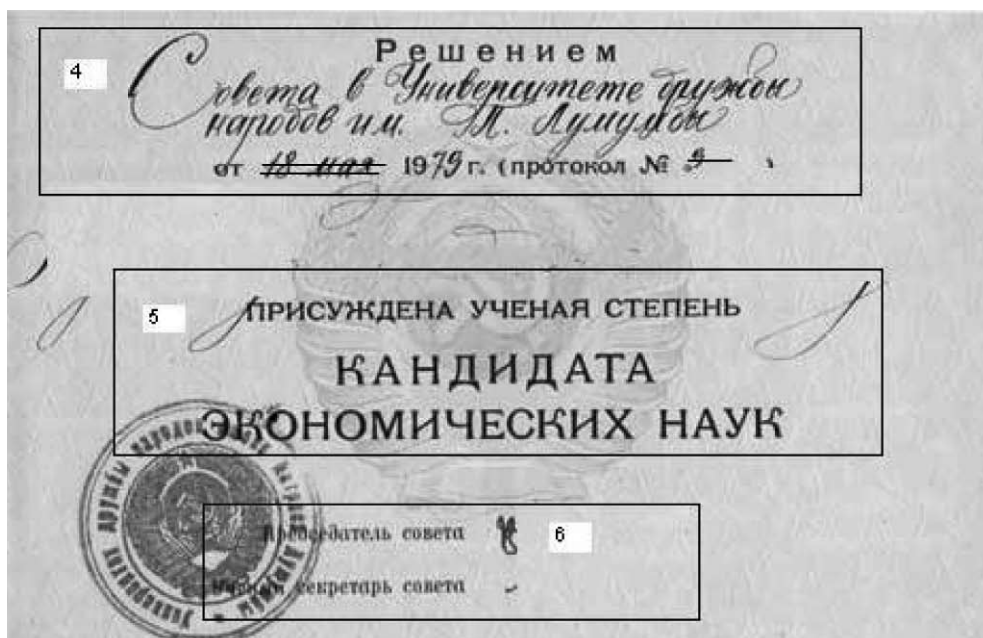 4
Решением
Совета в Университете дружбы
народов им. П. Лумумбы
от 18 мая 1979 г. (протокол № 9
5
ПРИСУЖДЕНА УЧЕНАЯ СТЕПЕНЬ
КАНДИДАТА
ЭКОНОМИЧЕСКИХ НАУК
Председатель совета
6
секретарь совета